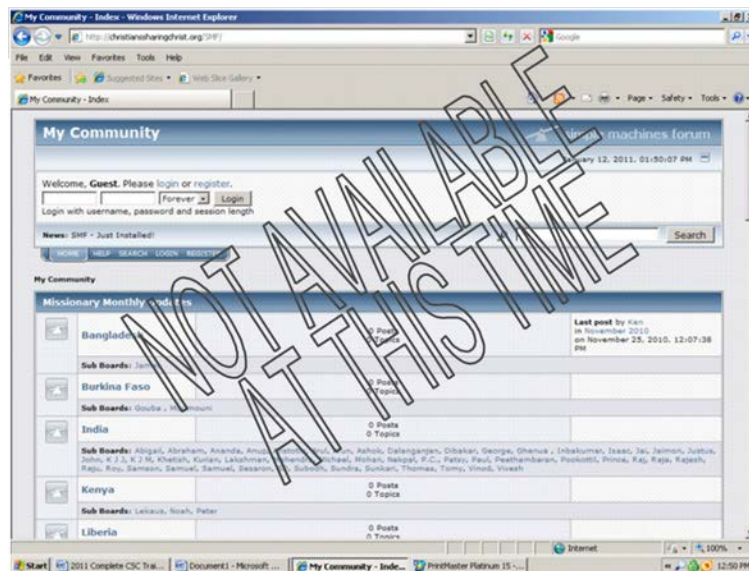 My Community - Index - Windows Internet Explorer
http://christianssharingchrist.org/SMF/
Google
File Edit View Favorites Tools Help
Favorites Suggested Sites Web Slice Gallery
My Community - Index
Page Safety Tools
My Community
simple machines forum
January 12, 2011, 01:50:07 PM
Welcome, Guest. Please login or register.
Forever Login
Login with username, password and session length
News: SMF - Just Installed!
Search
HOME HELP SEARCH LOGIN REGISTER
My Community
Missionary Monthly Updates
Bangladesh
0 Posts
0 Topics
Last post by Ken
in November 2010
on November 25, 2010, 12:07:38
PM
Sub Boards:
Burkina Faso
0 Posts
0 Topics
Sub Boards: Gouba ,
India
0 Posts
0 Topics
Sub Boards: Abigail, Abraham, Ananda, Ashok, Dalanganjan, Dibakar, George, Ghanua , Inbakumar, Isaac, Jai, Jaimon, Justus,
John, K J J, K J M, Khetish, Kurian, Lakshman, Michael, Mohan, Nakpal, P.C., Patsy, Paul, Peethambaran, Pookottil, Prince, Raj, Raja, Rajesh,
Raju, Roy, Samson, Samuel, Samuel, Subodh, Sundra, Sunkari, Thomas, Tomy, Vinod, Vivesh
Kenya
0 Posts
0 Topics
Sub Boards: Lekaus, Noah, Peter
Liberia
0 Posts
0 Topics
NOT AVAILABLE
AT THIS TIME
Internet 100%
Start 2011 Complete CSC Trai... Document1 - Microsoft ... My Community - Inde... PrintMaster Platinum 15 -... 12:50 PM